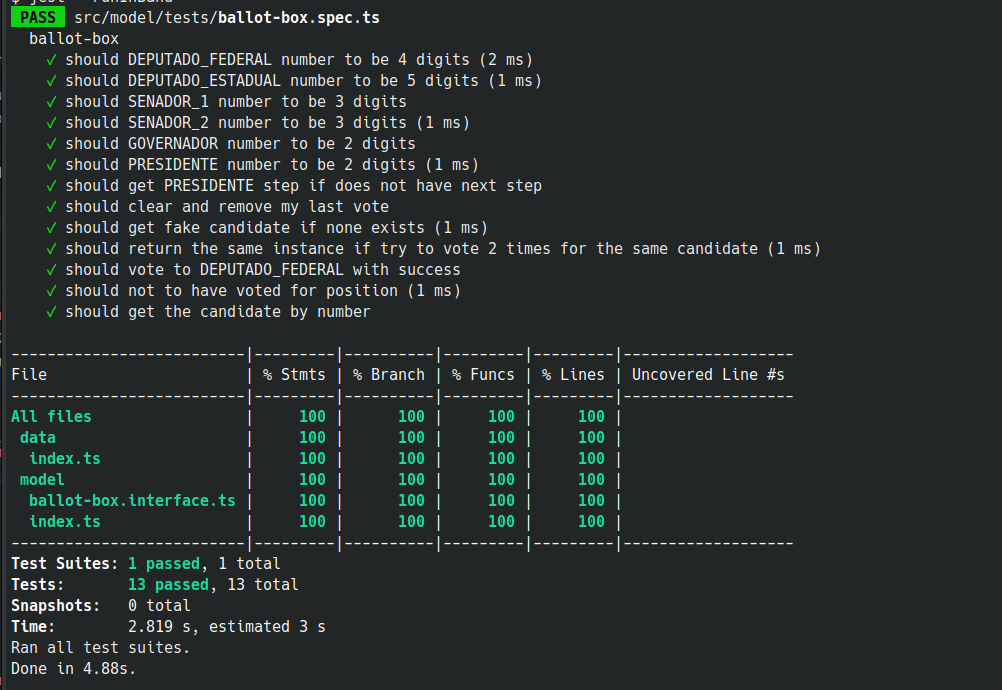 $ jest --runInBand
PASS src/model/tests/ballot-box.spec.ts
ballot-box
✓ should DEPUTADO_FEDERAL number to be 4 digits (2 ms)
✓ should DEPUTADO_ESTADUAL number to be 5 digits (1 ms)
✓ should SENADOR_1 number to be 3 digits
✓ should SENADOR_2 number to be 3 digits (1 ms)
✓ should GOVERNADOR number to be 2 digits
✓ should PRESIDENTE number to be 2 digits (1 ms)
✓ should get PRESIDENTE step if does not have next step
✓ should clear and remove my last vote
✓ should get fake candidate if none exists (1 ms)
✓ should return the same instance if try to vote 2 times for the same candidate (1 ms)
✓ should vote to DEPUTADO_FEDERAL with success
✓ should not to have voted for position (1 ms)
✓ should get the candidate by number
--------------------------|---------|----------|---------|---------|-------------------
File | % Stmts | % Branch | % Funcs | % Lines | Uncovered Line #s
--------------------------|---------|----------|---------|---------|-------------------
All files | 100 | 100 | 100 | 100 |
data | 100 | 100 | 100 | 100 |
index.ts | 100 | 100 | 100 | 100 |
model | 100 | 100 | 100 | 100 |
ballot-box.interface.ts | 100 | 100 | 100 | 100 |
index.ts | 100 | 100 | 100 | 100 |
--------------------------|---------|----------|---------|---------|-------------------
Test Suites: 1 passed, 1 total
Tests: 13 passed, 13 total
Snapshots: 0 total
Time: 2.819 s, estimated 3 s
Ran all test suites.
Done in 4.88s.